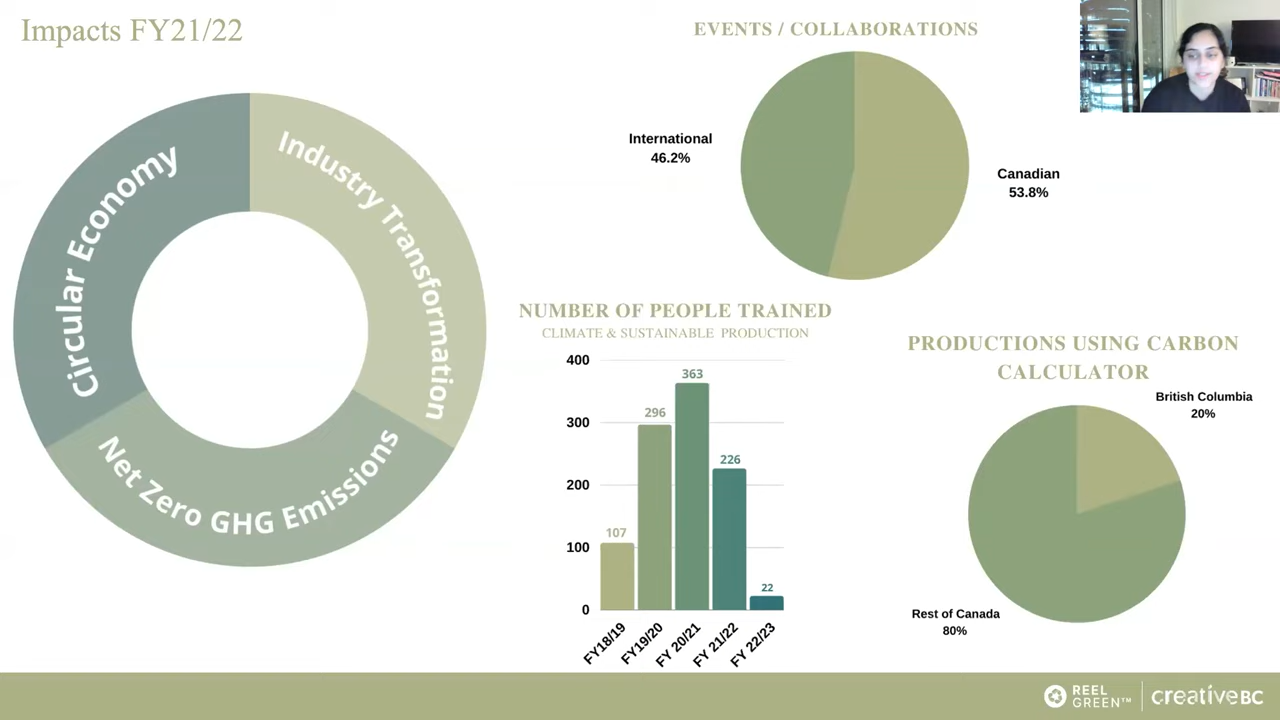 Impacts FY21/22
Circular Economy
Industry Transformation
Net Zero GHG Emissions
EVENTS / COLLABORATIONS
International
46.2%
Canadian
53.8%
NUMBER OF PEOPLE TRAINED
CLIMATE & SUSTAINABLE PRODUCTION
400
300
200
100
0
107
296
363
226
22
FY18/19
FY19/20
FY 20/21
FY 21/22
FY 22/23
PRODUCTIONS USING CARBON
CALCULATOR
British Columbia
20%
Rest of Canada
80%
REEL
GREEN™
creativeBC